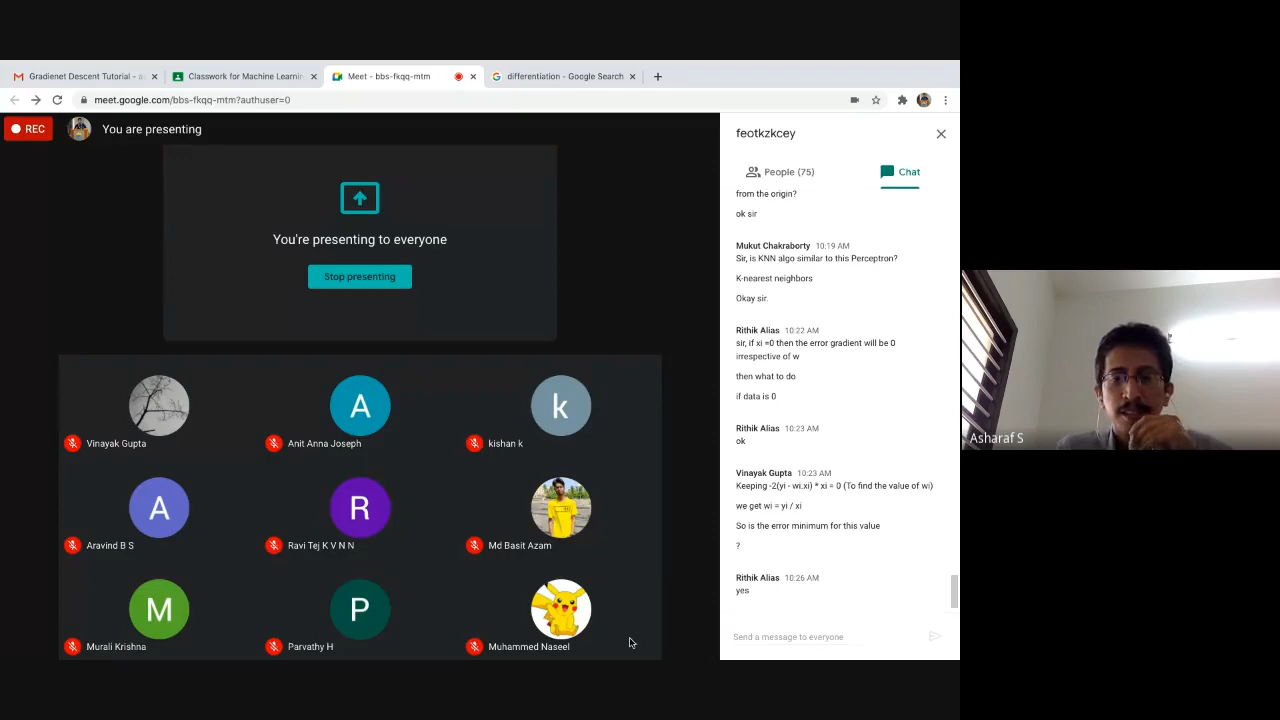 Gradienet Descent Tutorial - a
Classwork for Machine Learnin
Meet - bbs-fkqq-mtm
differentiation - Google Search
meet.google.com/bbs-fkqq-mtm?authuser=0
REC
You are presenting
You're presenting to everyone
Stop presenting
A
k
Vinayak Gupta
Anit Anna Joseph
kishan k
A
R
Aravind B S
Ravi Tej K V N N
Md Basit Azam
M
P
Murali Krishna
Parvathy H
Muhammed Naseel
feotkzkcey
People (75)
Chat
from the origin?
ok sir
Mukut Chakraborty 10:19 AM
Sir, is KNN algo similar to this Perceptron?
K-nearest neighbors
Okay sir.
Rithik Alias 10:22 AM
sir, if xi =0 then the error gradient will be 0
irrespective of w
then what to do
if data is 0
Rithik Alias 10:23 AM
ok
Vinayak Gupta 10:23 AM
Keeping -2(yi - wi.xi) * xi = 0 (To find the value of wi)
we get wi = yi / xi
So is the error minimum for this value
?
Rithik Alias 10:26 AM
yes
Send a message to everyone
Asharaf S